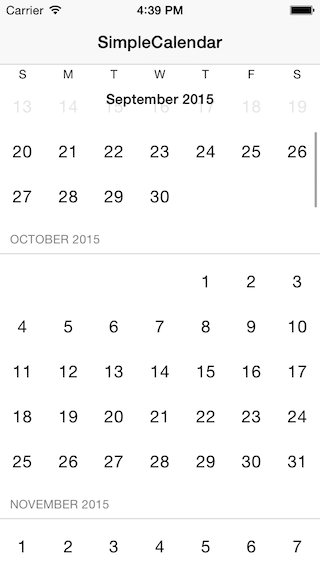 Carrier 4:39 PM
SimpleCalendar
S M T W T F S
September 2015
13 14 15 16 17 18 19
20 21 22 23 24 25 26
27 28 29 30
OCTOBER 2015
1 2 3
4 5 6 7 8 9 10
11 12 13 14 15 16 17
18 19 20 21 22 23 24
25 26 27 28 29 30 31
NOVEMBER 2015
1 2 3 4 5 6 7